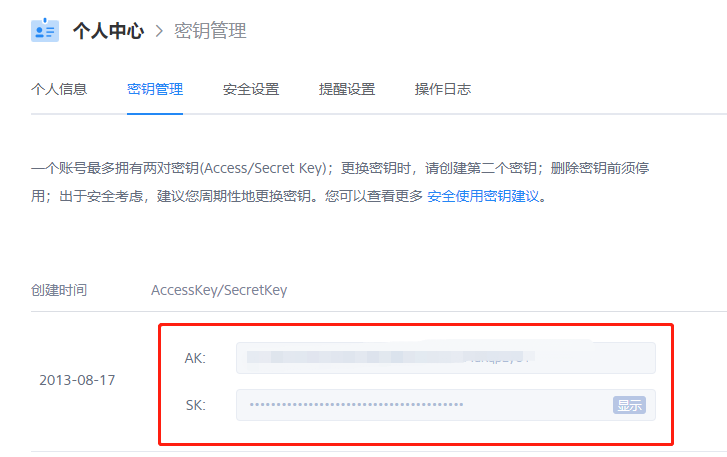 个人中心 > 密钥管理
个人信息 密钥管理 安全设置 提醒设置 操作日志
一个账号最多拥有两对密钥(Access/Secret Key)；更换密钥时，请创建第二个密钥；删除密钥前须停
用；出于安全考虑，建议您周期性地更换密钥。您可以查看更多 安全使用密钥建议。
创建时间 AccessKey/SecretKey
AK:
2013-08-17
SK: •••••••••••••••••••••••••••••••••••••••• 显示